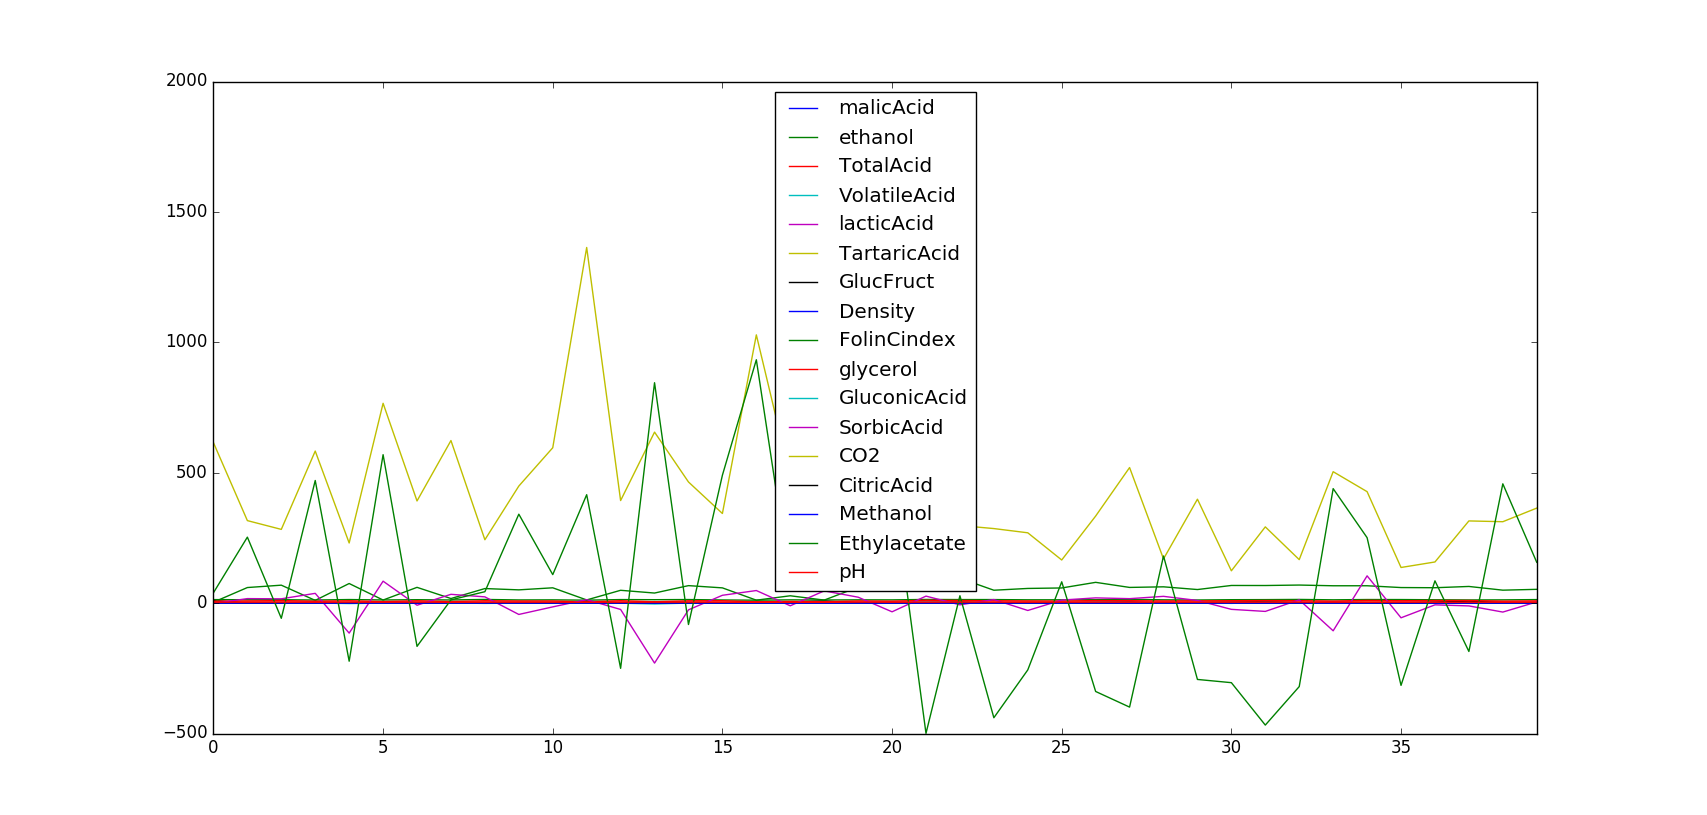 2000
1500
1000
500
0
−500
0 5 10 15 20 25 30 35
malicAcid
ethanol
TotalAcid
VolatileAcid
lacticAcid
TartaricAcid
GlucFruct
Density
FolinCindex
glycerol
GluconicAcid
SorbicAcid
CO2
CitricAcid
Methanol
Ethylacetate
pH